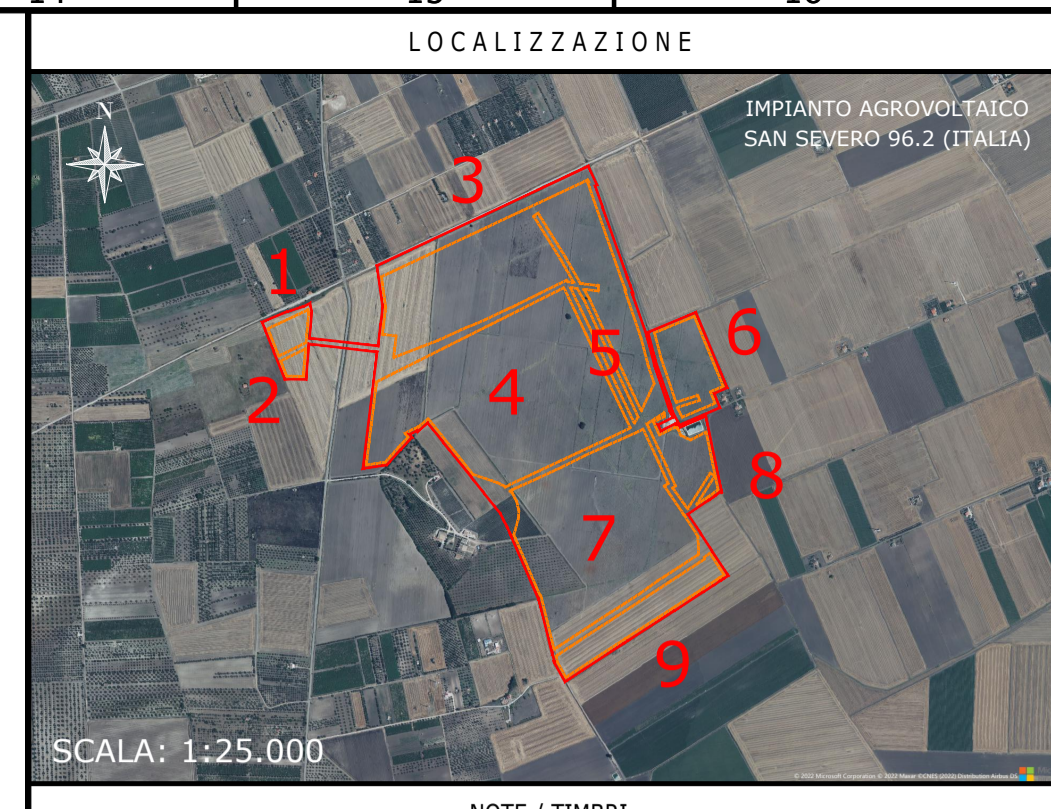 LOCALIZZAZIONE
IMPIANTO AGROVOLTAICO
SAN SEVERO 96.2 (ITALIA)
N
3
1
6
5
2
4
8
7
9
SCALA: 1:25.000
© 2022 Microsoft Corporation © 2022 Maxar ©CNES (2022) Distribution Airbus DS
NOTE / TIMBRI